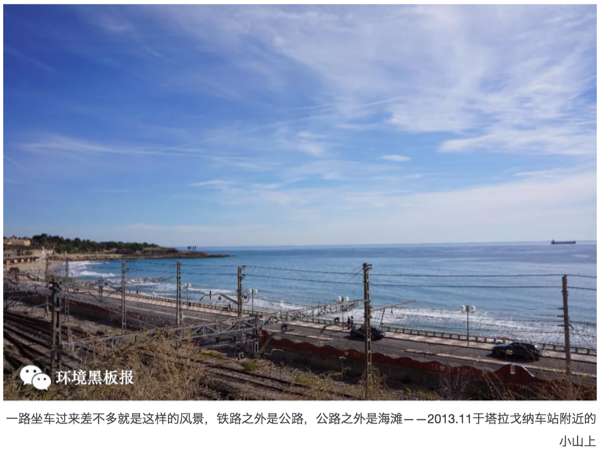 环境黑板报
一路坐车过来差不多就是这样的风景，铁路之外是公路，公路之外是海滩——2013.11于塔拉戈纳车站附近的
小山上